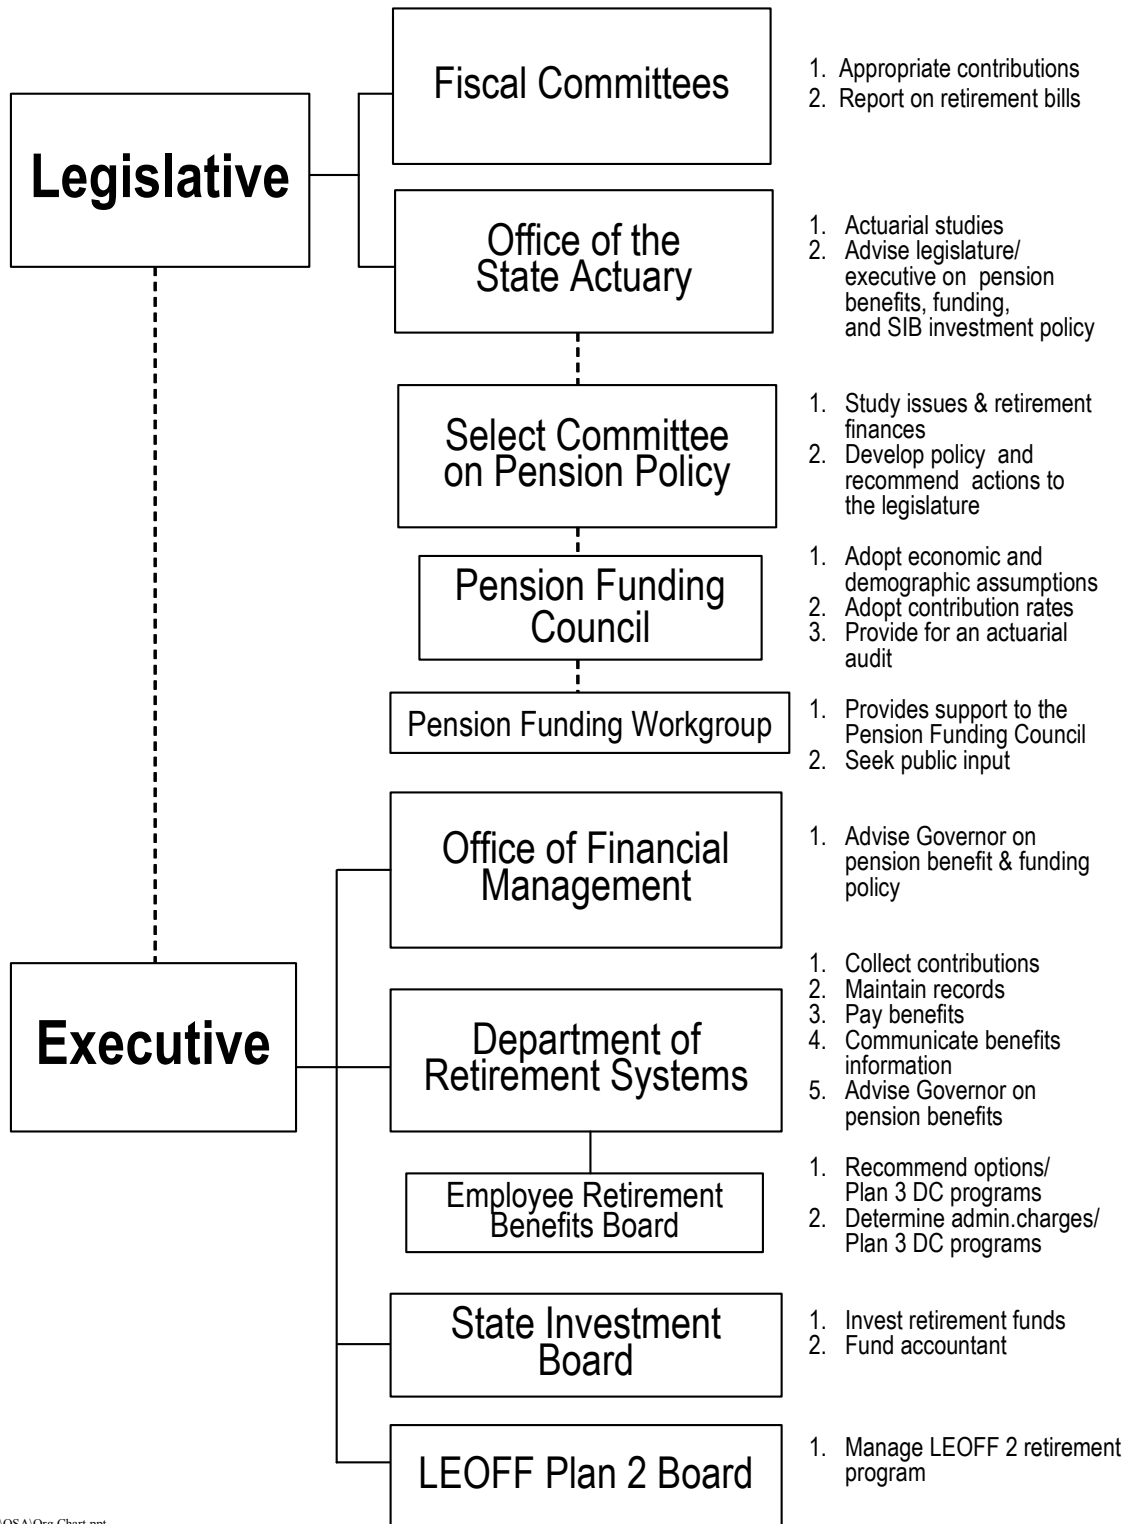 Legislative
Fiscal Committees
1. Appropriate contributions
2. Report on retirement bills
Office of the
State Actuary
1. Actuarial studies
2. Advise legislature/
executive on pension
benefits, funding,
and SIB investment policy
Select Committee
on Pension Policy
1. Study issues & retirement
finances
2. Develop policy and
recommend actions to
the legislature
Pension Funding
Council
1. Adopt economic and
demographic assumptions
2. Adopt contribution rates
3. Provide for an actuarial
audit
Pension Funding Workgroup
1. Provides support to the
Pension Funding Council
2. Seek public input
Executive
Office of Financial
Management
1. Advise Governor on
pension benefit & funding
policy
Department of
Retirement Systems
1. Collect contributions
2. Maintain records
3. Pay benefits
4. Communicate benefits
information
5. Advise Governor on
pension benefits
Employee Retirement
Benefits Board
1. Recommend options/
Plan 3 DC programs
2. Determine admin.charges/
Plan 3 DC programs
State Investment
Board
1. Invest retirement funds
2. Fund accountant
LEOFF Plan 2 Board
1. Manage LEOFF 2 retirement
program